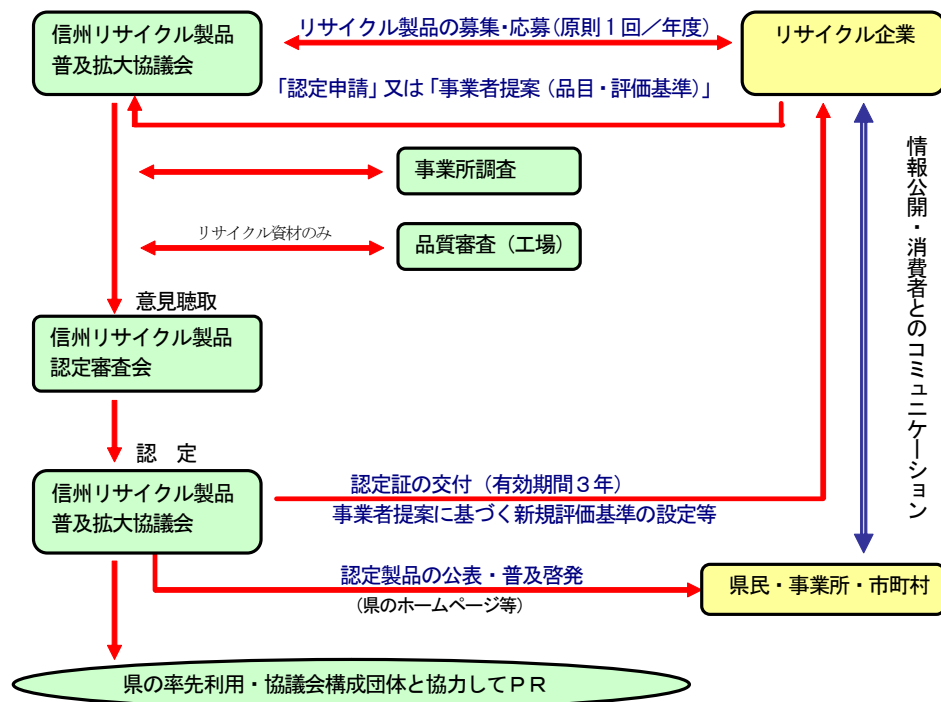 信州リサイクル製品
普及拡大協議会
リサイクル製品の募集・応募(原則1回/年度)
リサイクル企業
「認定申請」又は「事業者提案(品目・評価基準)」
事業所調査
リサイクル資材のみ
品質審査(工場)
情報公開・消費者とのコミュニケーション
意見聴取
信州リサイクル製品
認定審査会
認 定
信州リサイクル製品
普及拡大協議会
認定証の交付(有効期間3年)
事業者提案に基づく新規評価基準の設定等
認定製品の公表・普及啓発
(県のホームページ等)
県民・事業所・市町村
県の率先利用・協議会構成団体と協力してPR